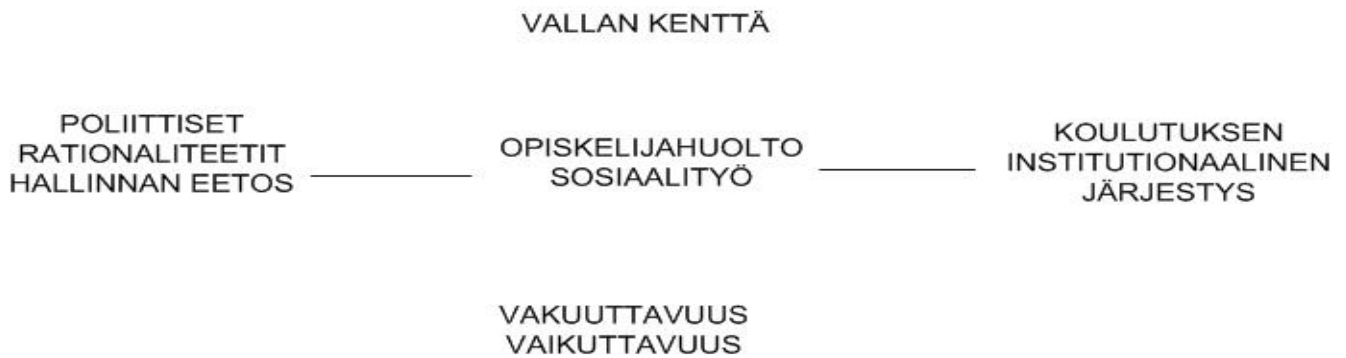 VALLAN KENTTÄ
POLIITTISET
RATIONALITEETIT
HALLINNAN EETOS
OPISKELIJAHUOLTO
SOSIAALITYÖ
KOULUTUKSEN
INSTITUTIONAALINEN
JÄRJESTYS
VAKUUTTAVUUS
VAIKUTTAVUUS